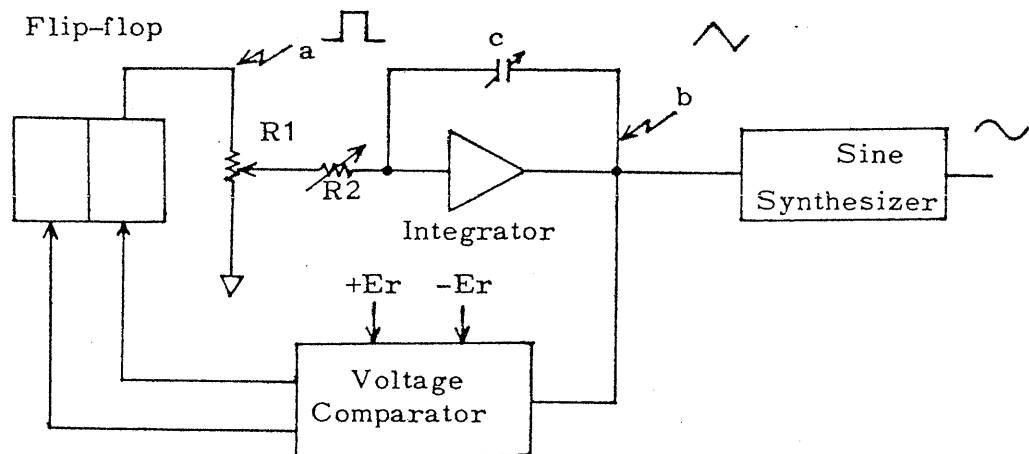 Flip-flop
a
c
b
R1
R2
Integrator
Sine
Synthesizer
+Er -Er
Voltage
Comparator